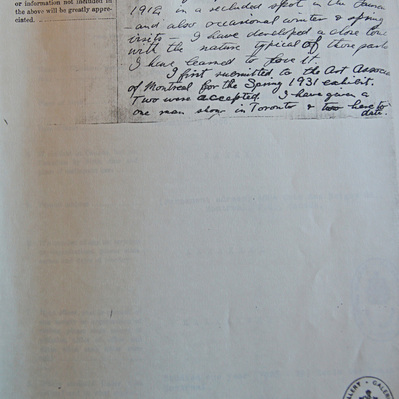 or information not included in
the above will be greatly appre-
ciated.
1912, in a secluded spot in the
- and also occasional winter & spring
visits - I have developed a close
with the nature typical of those parts
I have learned to love it.
I first submitted to the Art Associa
of Montreal for the Spring 1931 exhibit.
Two were accepted. I have given a
one man show in Toronto & two here to
date.